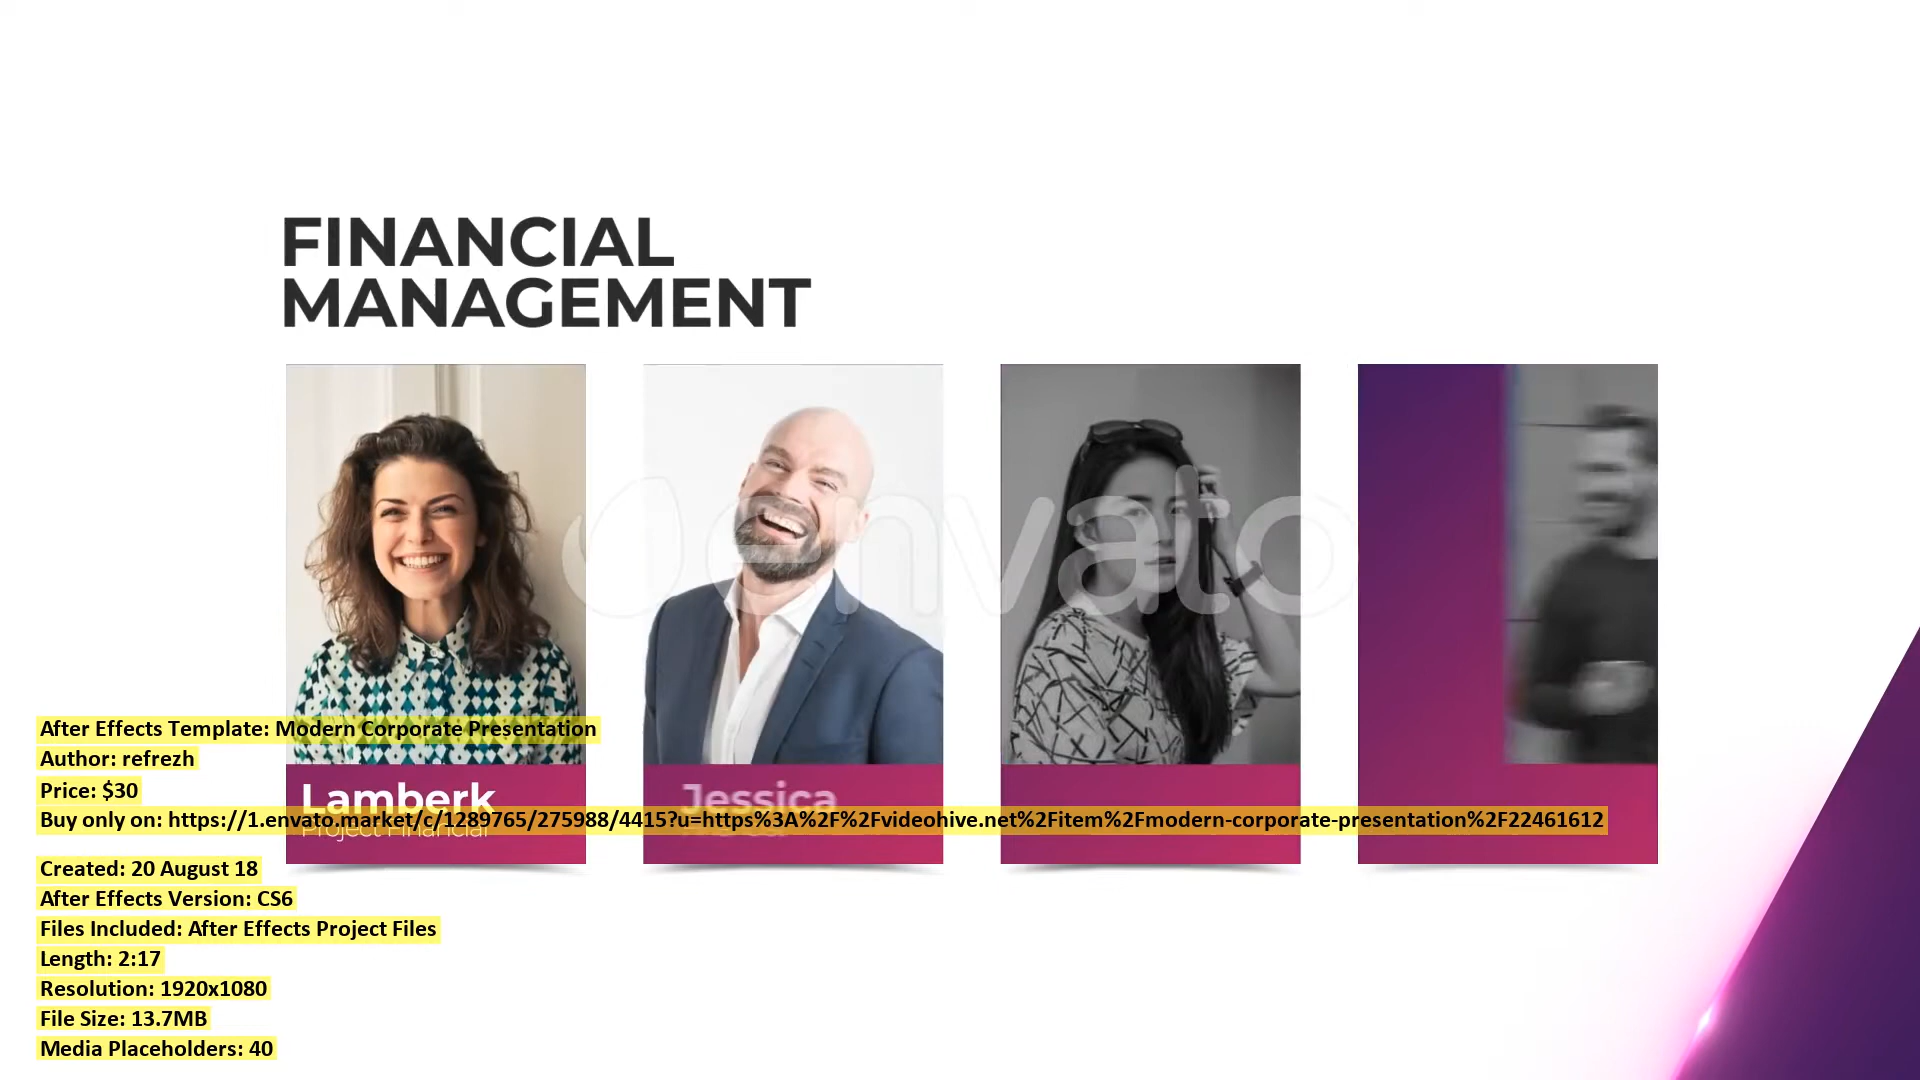 FINANCIAL
MANAGEMENT
envato
After Effects Template: Modern Corporate Presentation
Author: refrezh
Price: $30
Lamberk
Jessica
Project Financial
Buy only on: https://1.envato.market/c/1289765/275988/4415?u=https%3A%2F%2Fvideohive.net%2Fitem%2Fmodern-corporate-presentation%2F22461612
Created: 20 August 18
After Effects Version: CS6
Files Included: After Effects Project Files
Length: 2:17
Resolution: 1920x1080
File Size: 13.7MB
Media Placeholders: 40